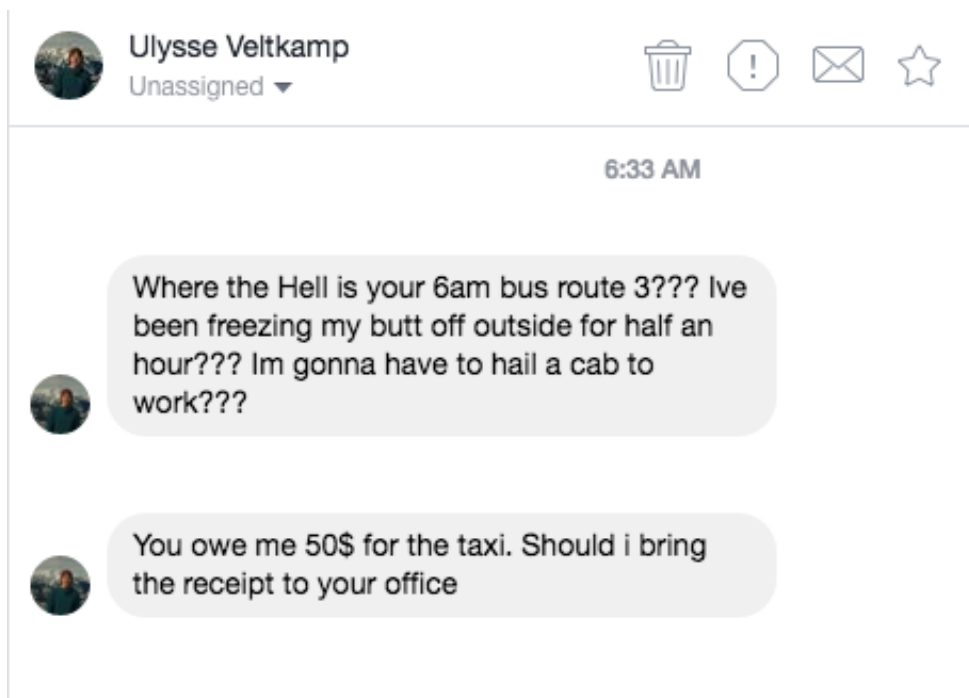 Ulysse Veltkamp
Unassigned
6:33 AM
Where the Hell is your 6am bus route 3??? Ive
been freezing my butt off outside for half an
hour??? Im gonna have to hail a cab to
work???
You owe me 50$ for the taxi. Should i bring
the receipt to your office